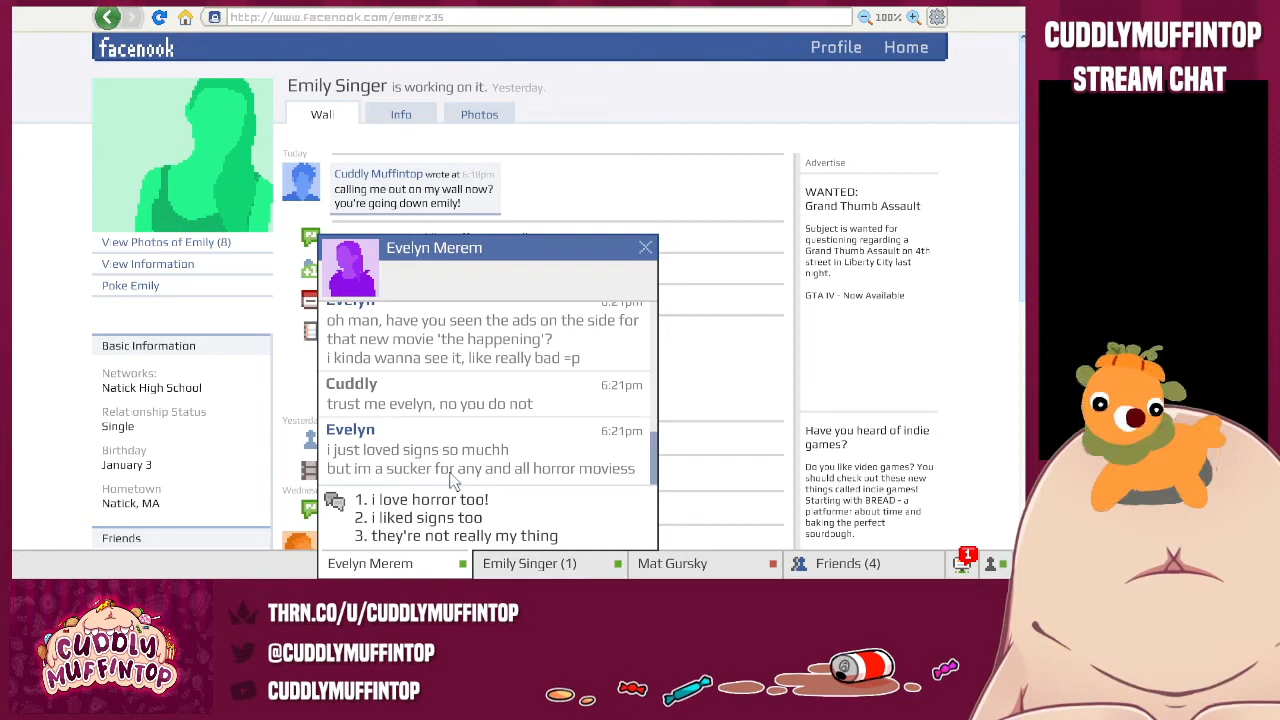 http://www.Facenook.com/emerz35
100%
facenook
Profile
Home
Emily Singer is working on it. Yesterday.
Wall
Info
Photos
Today
Cuddly Muffintop wrote at 6:18pm
calling me out on my wall now?
you're going down emily!
View Photos of Emily (8)
View Information
Poke Emily
Basic Information
Networks:
Natick High School
Relationship Status
Single
Birthday
January 3
Hometown
Natick, MA
Friends
Evelyn Merem
Evelyn
6:21pm
oh man, have you seen the ads on the side for
that new movie 'the happening'?
i kinda wanna see it, like really bad =p
Cuddly
6:21pm
trust me evelyn, no you do not
Evelyn
6:21pm
i just loved signs so muchh
but im a sucker for any and all horror moviess
1. i love horror too!
2. i liked signs too
3. they're not really my thing
Evelyn Merem
Emily Singer (1)
Mat Gursky
Friends (4)
1
Advertise
WANTED:
Grand Thumb Assault
Subject is wanted for
questioning regarding a
Grand Thumb Assault on 4th
street in Liberty City last
night.
GTA IV - Now Available
Have you heard of indie
games?
Do you like video games? You
should check out these
new things called indie games!
Starting with BREAD - a
platformer about time and
baking the perfect
sourdough.
CUDDLYMUFFINTOP
STREAM CHAT
CUDDLY
MUFFINTOP
THRN.CO/U/CUDDLYMUFFINTOP
@CUDDLYMUFFINTOP
CUDDLYMUFFINTOP